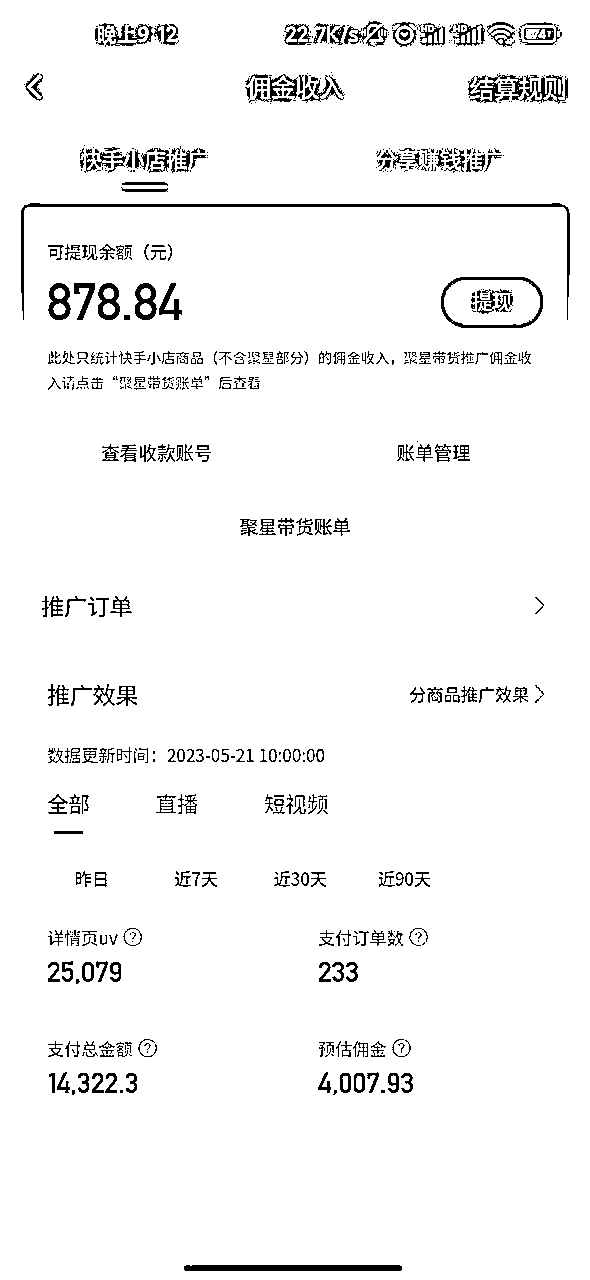 晚上9:12 22.7K/s 74
佣金收入 结算规则
快手小店推广 分享赚钱推广
可提现余额（元）
878.84 提现
此处只统计快手小店商品（不含聚星部分）的佣金收入，聚星带货推广佣金收
入请点击“聚星带货账单”后查看
查看收款账号 账单管理
聚星带货账单
推广订单
推广效果 分商品推广效果
数据更新时间：2023-05-21 10:00:00
全部 直播 短视频
昨日 近7天 近30天 近90天
详情页uv 支付订单数
25,079 233
支付总金额 预估佣金
14,322.3 4,007.93